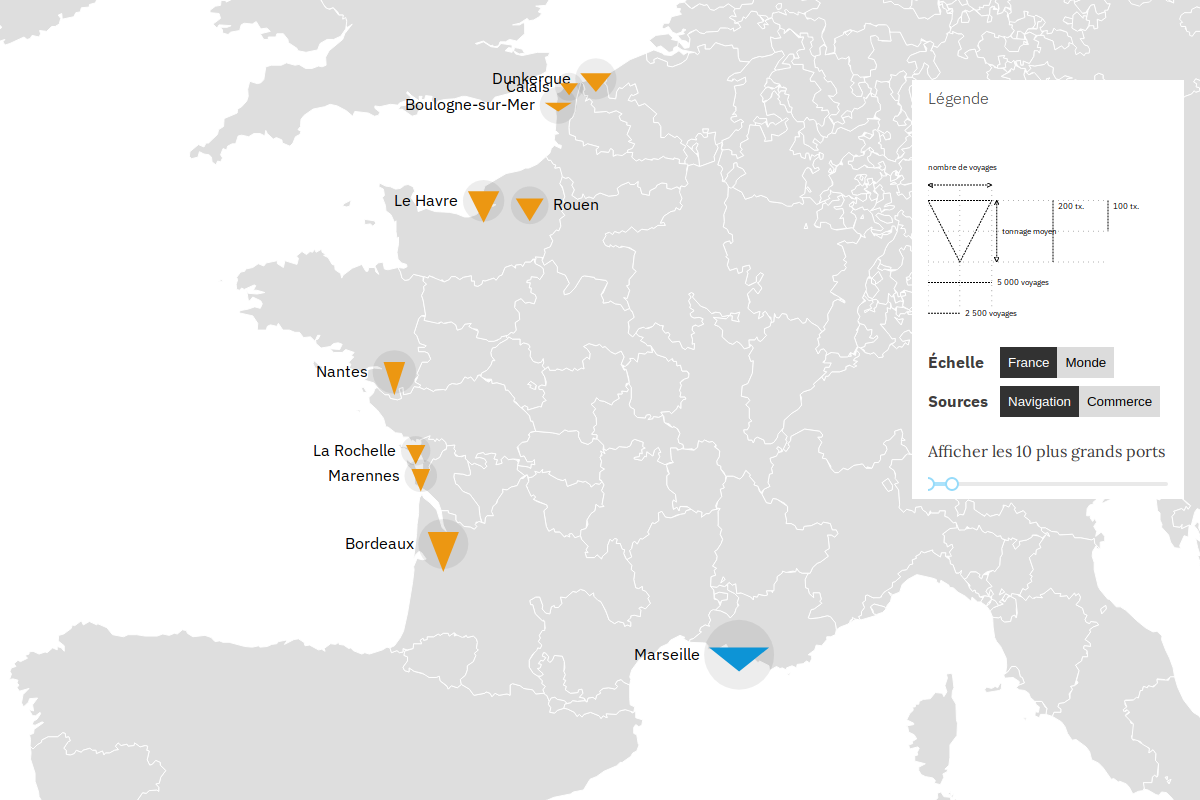 Dunkerque
Calais
Boulogne-sur-Mer
Le Havre
Rouen
Nantes
La Rochelle
Marennes
Bordeaux
Marseille
Légende
nombre de voyages
200 tx.
100 tx.
tonnage moyen
5 000 voyages
2 500 voyages
Échelle France Monde
Sources Navigation Commerce
Afficher les 10 plus grands ports